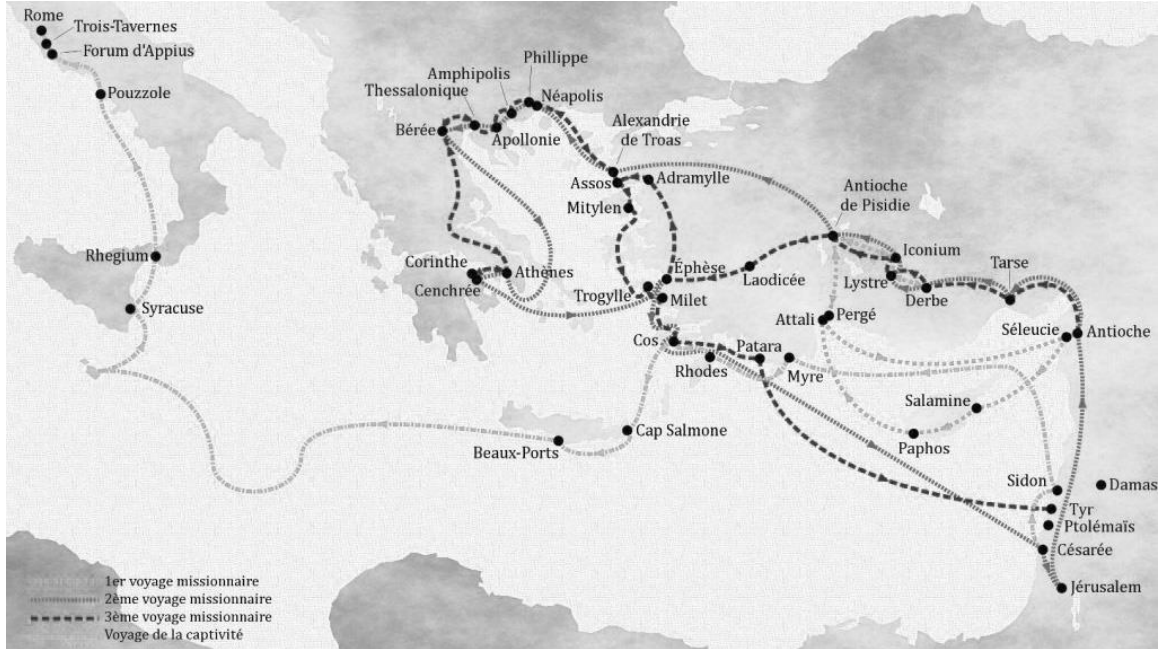 Rome
Trois-Tavernes
Forum d'Appius
Pouzzole
Rhegium
Syracuse
Phillippe
Amphipolis
Néapolis
Thessalonique
Bérée
Apollonie
Alexandrie
de Troas
Assos
Adramylle
Mitylen
Antioche
de Pisidie
Iconium
Corinthe
Athènes
Cenchrée
Éphèse
Laodicée
Lystre
Derbe
Tarse
Trogylle
Milet
Attali
Pergé
Séleucie
Antioche
Cos
Patara
Rhodes
Myre
Salamine
Cap Salmone
Beaux-Ports
Paphos
Sidon
Damas
Tyr
Ptolémaïs
Césarée
Jérusalem
1er voyage missionnaire
2ème voyage missionnaire
3ème voyage missionnaire
Voyage de la captivité